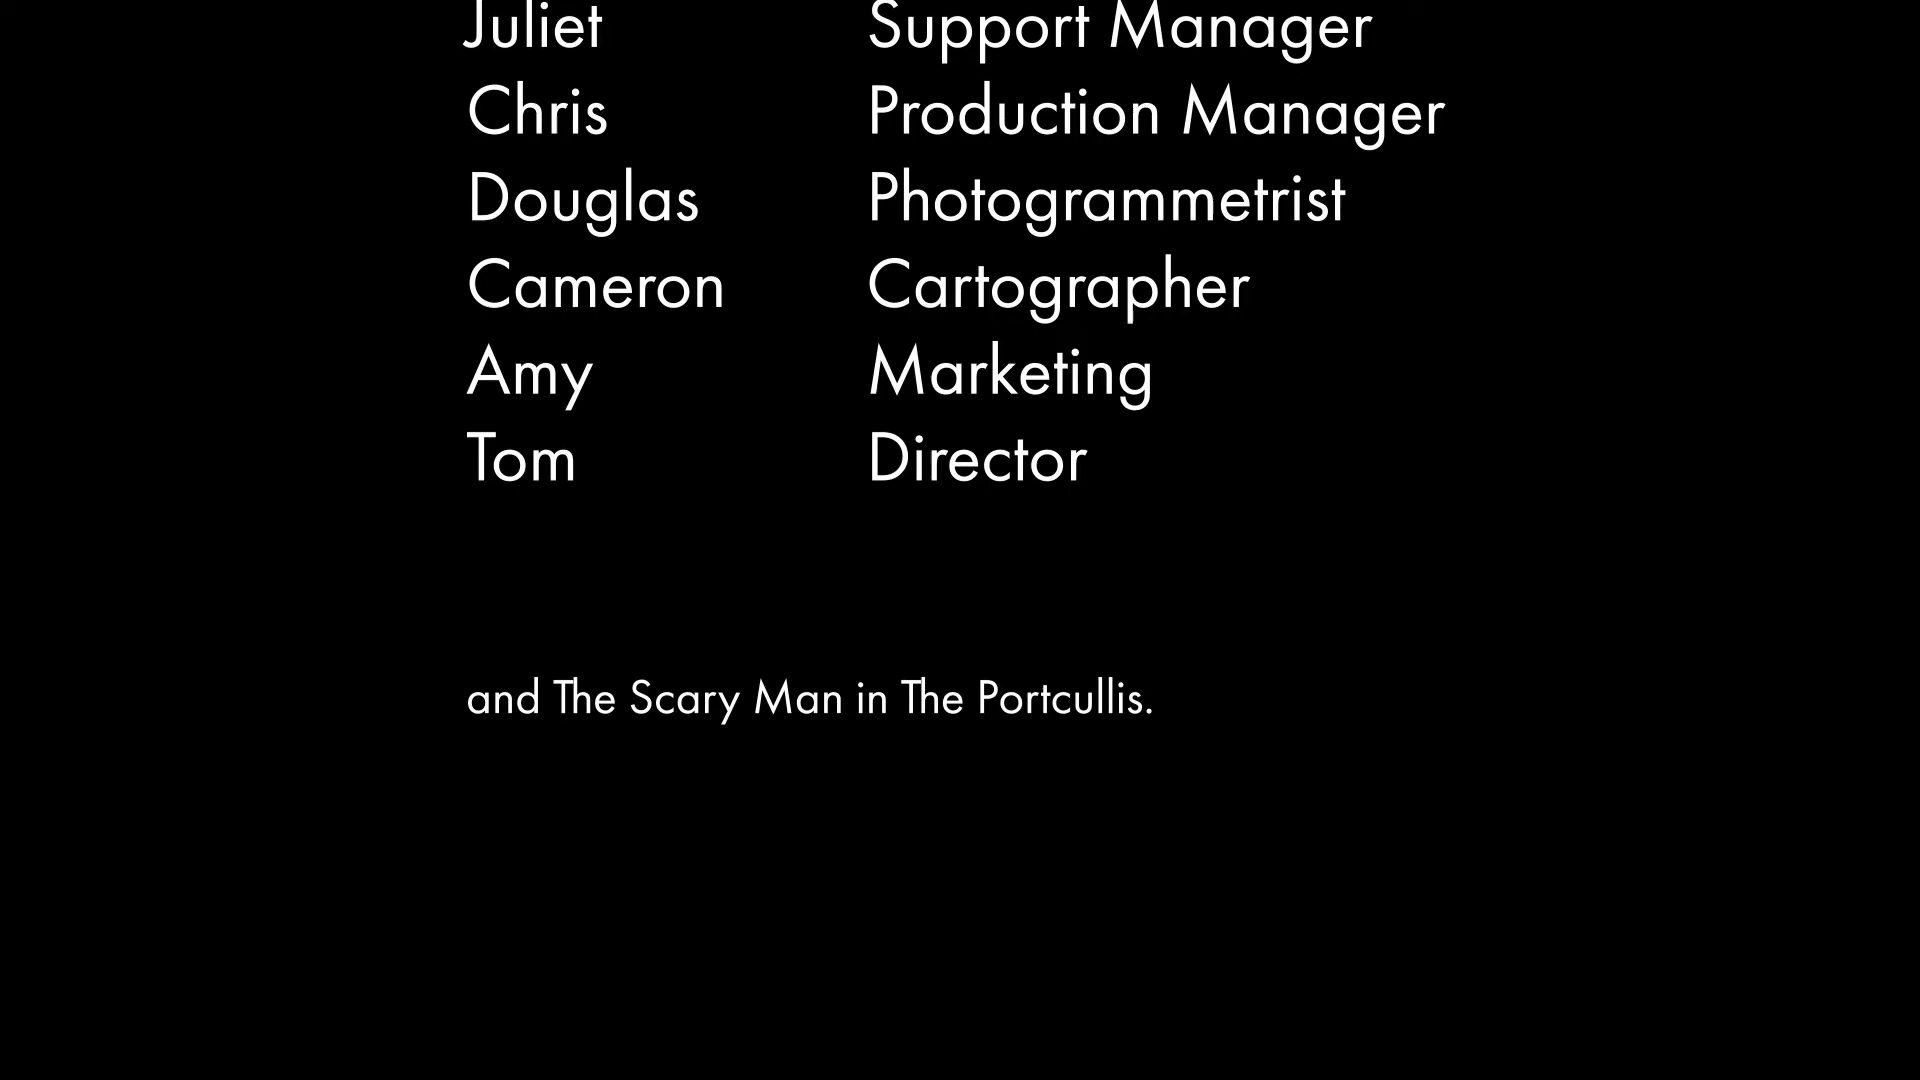 Juliet Support Manager
Chris Production Manager
Douglas Photogrammetrist
Cameron Cartographer
Amy Marketing
Tom Director
and The Scary Man in The Portcullis.